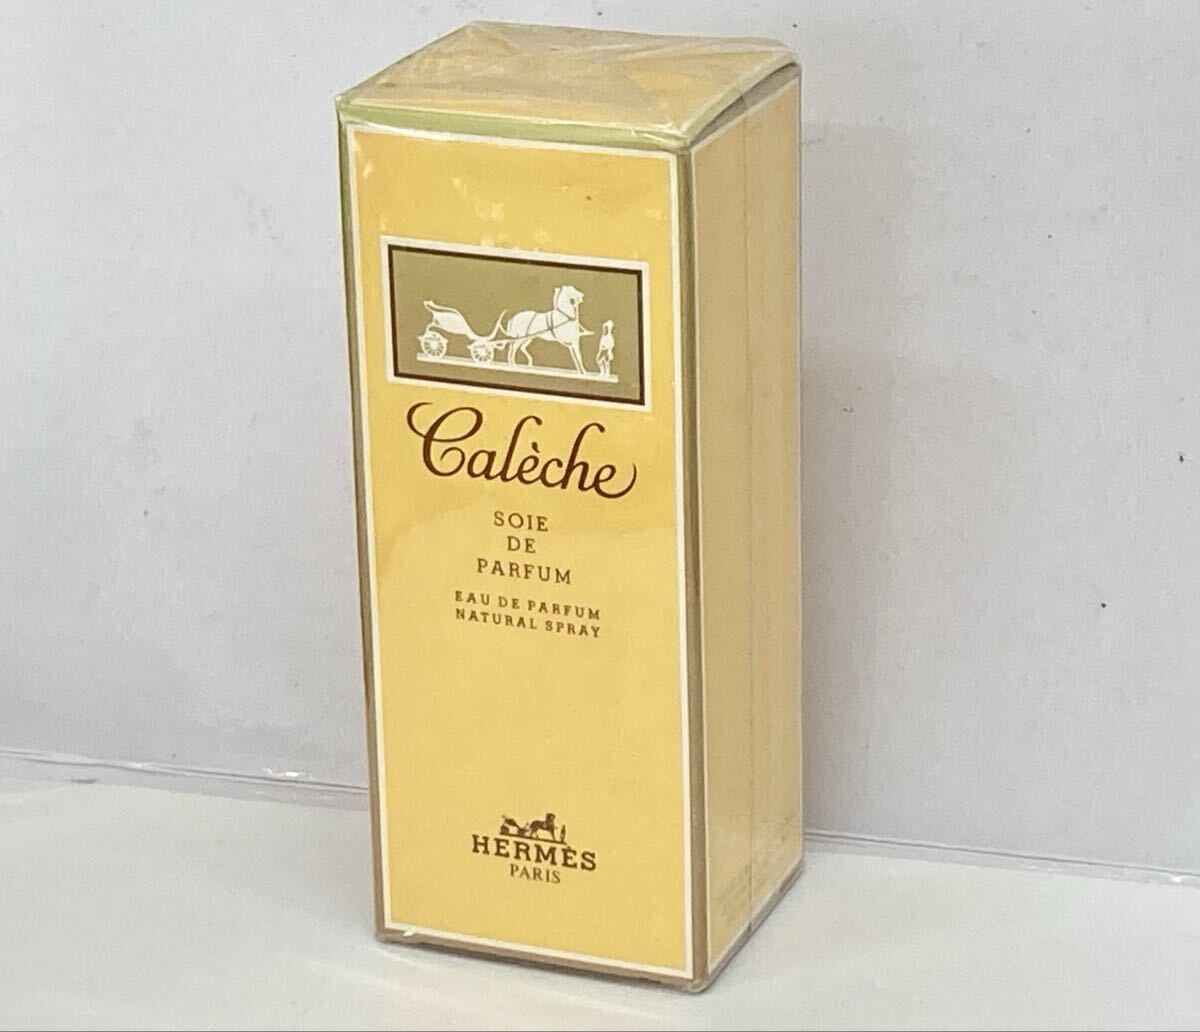 Calèche
SOIE
DE
PARFUM
EAU DE PARFUM
NATURAL SPRAY
HERMÈS
PARIS